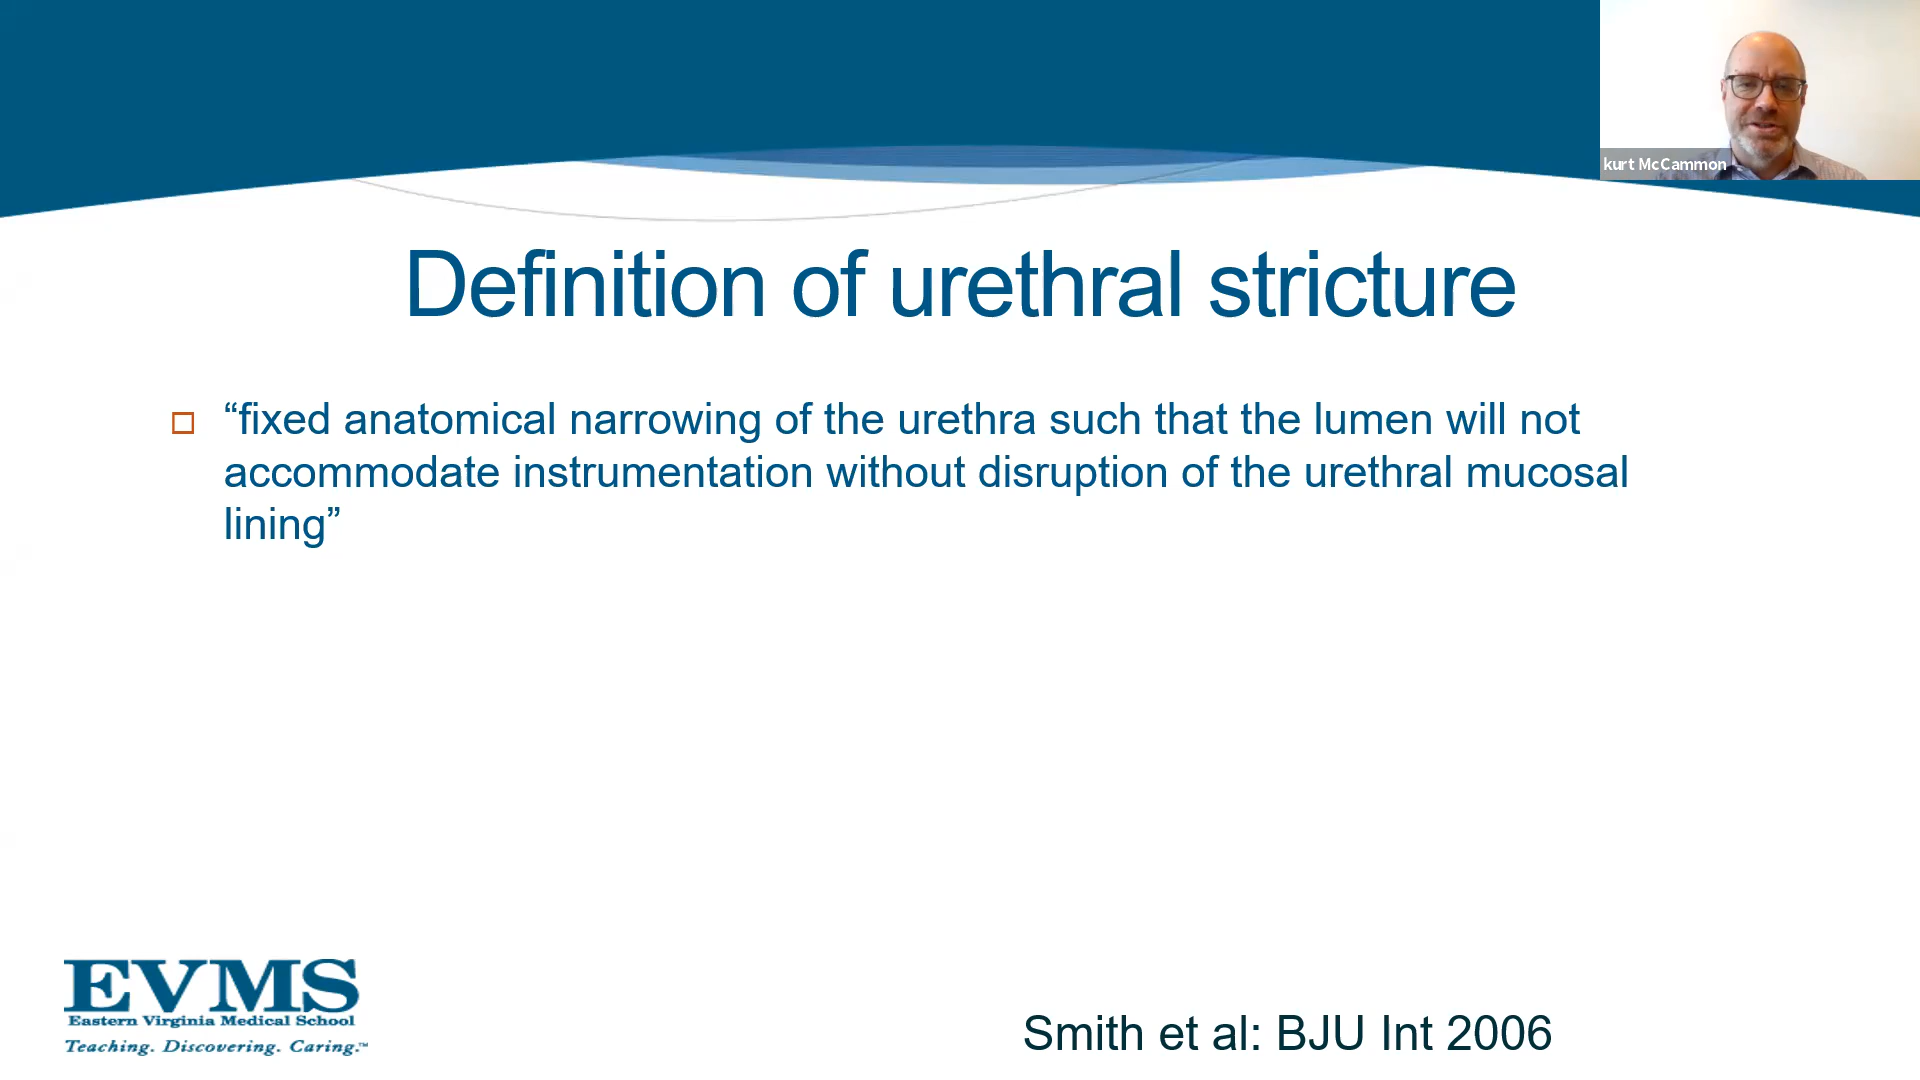 kurt McCammon
Definition of urethral stricture
“fixed anatomical narrowing of the urethra such that the lumen will not
accommodate instrumentation without disruption of the urethral mucosal
lining”
EVMS
Eastern Virginia Medical School
Teaching. Discovering. Caring.™
Smith et al: BJU Int 2006